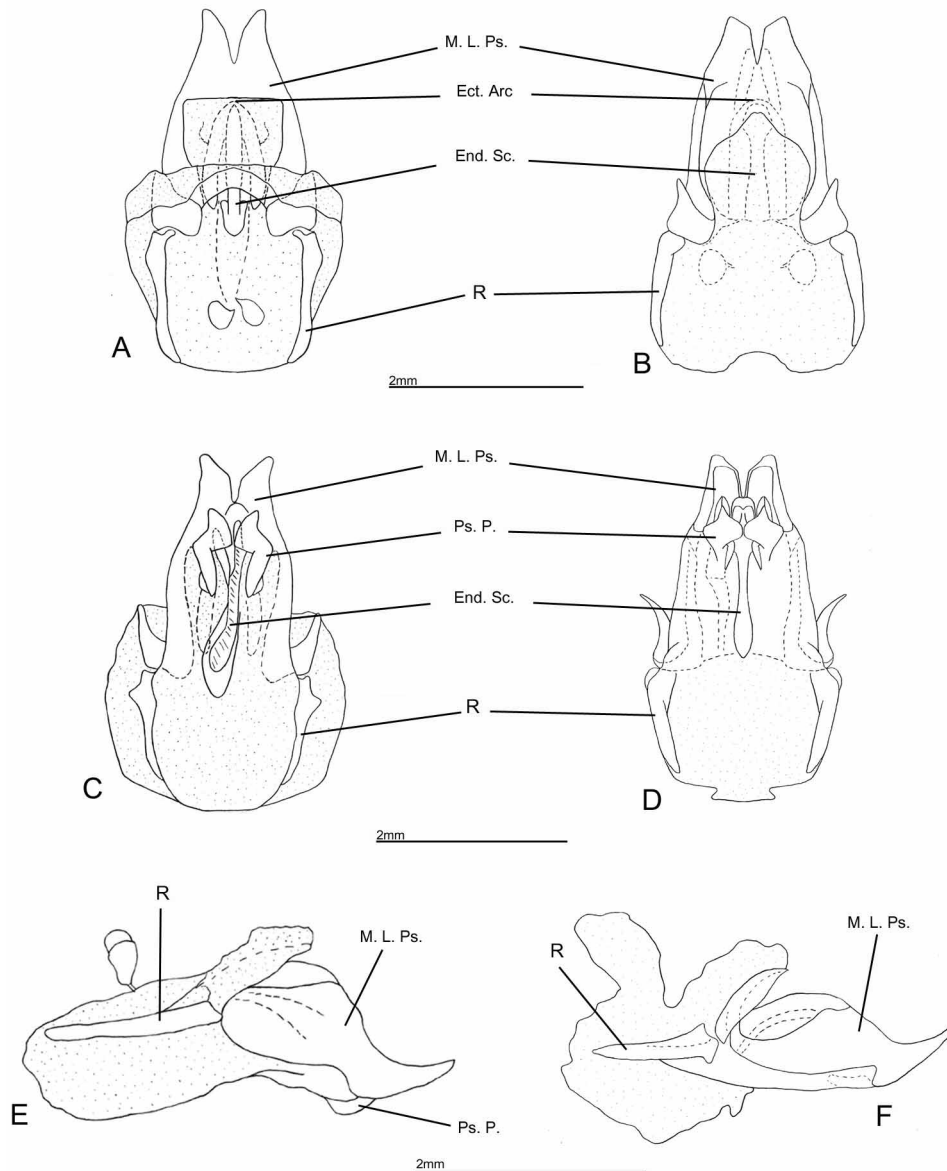 M. L. Ps.
Ect. Arc
End. Sc.
R
A
B
2mm
M. L. Ps.
Ps. P.
End. Sc.
R
C
D
2mm
R
M. L. Ps.
E
Ps. P.
M. L. Ps.
R
F
2mm